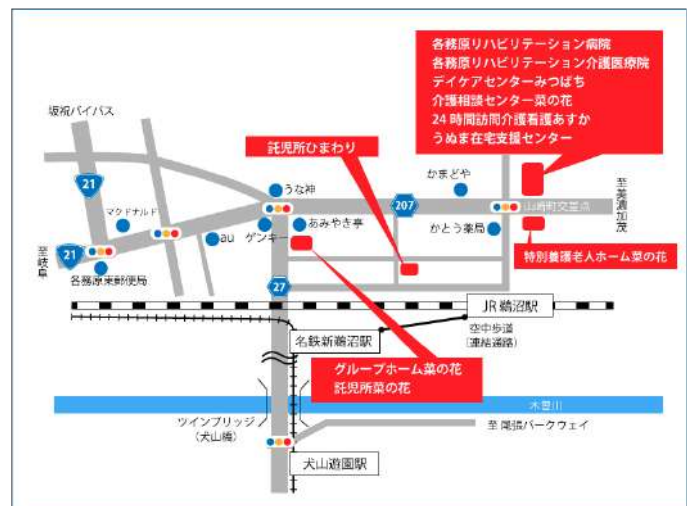 各務原リハビリテーション病院
各務原リハビリテーション介護医療院
デイケアセンターみつばち
介護相談センター菜の花
24時間訪問介護看護あすか
うぬま在宅支援センター
坂祝バイパス
託児所ひまわり
かまどや
至美濃加茂
21
うな神
207
山崎町交差点
マクドナルド
あみやき亭
au
ゲンキー
かとう薬局
至岐阜
21
各務原東郵便局
特別養護老人ホーム菜の花
27
JR鵜沼駅
名鉄新鵜沼駅
空中歩道
(連結通路)
グループホーム菜の花
託児所菜の花
木曽川
ツインブリッジ
(犬山橋)
至 尾張パークウェイ
犬山遊園駅